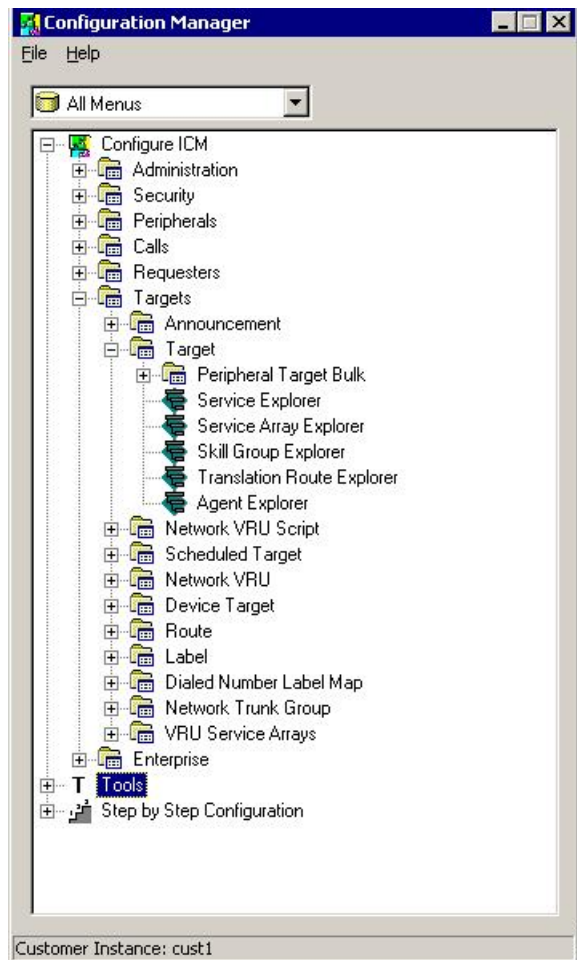 Configuration Manager
File Help
All Menus
Configure ICM
Administration
Security
Peripherals
Calls
Requesters
Targets
Announcement
Target
Peripheral Target Bulk
Service Explorer
Service Array Explorer
Skill Group Explorer
Translation Route Explorer
Agent Explorer
Network VRU Script
Scheduled Target
Network VRU
Device Target
Route
Label
Dialed Number Label Map
Network Trunk Group
VRU Service Arrays
Enterprise
T Tools
Step by Step Configuration
Customer Instance: cust1